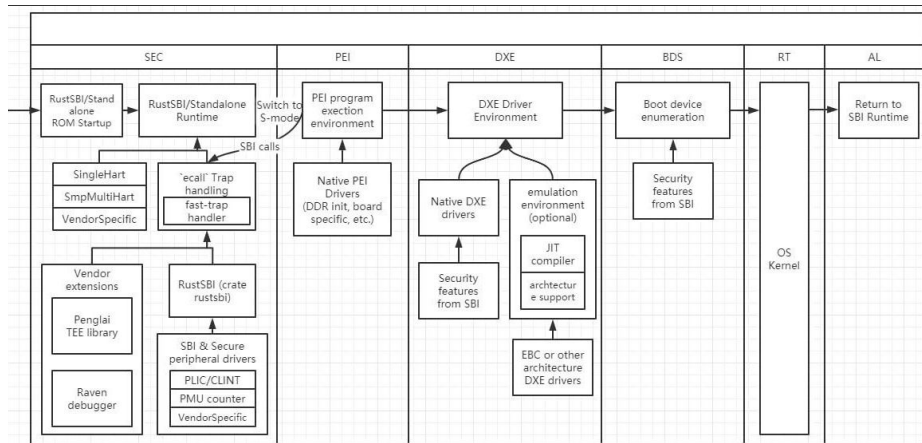 SEC
PEI
DXE
BDS
RT
AL
RustSBI/Stand
alone
ROM Startup
RustSBI/Standalone
Runtime
Switch to
S-mode
SBI calls
SingleHart
SmpMultiHart
VendorSpecific
`ecall` Trap
handling
fast-trap
handler
Vendor
extensions
Penglai
TEE library
Raven
debugger
RustSBI (crate
rustsbi)
SBI & Secure
peripheral drivers
PLIC/CLINT
PMU counter
VendorSpecific
PEI program
exection
environment
Native PEI
Drivers
(DDR init, board
specific, etc.)
DXE Driver
Environment
Native DXE
drivers
Security
features
from SBI
emulation
environment
(optional)
JIT
compiler
archtectur
e support
EBC or other
architecture
DXE drivers
Boot device
enumeration
Security
features
from SBI
OS
Kernel
Return to
SBI Runtime